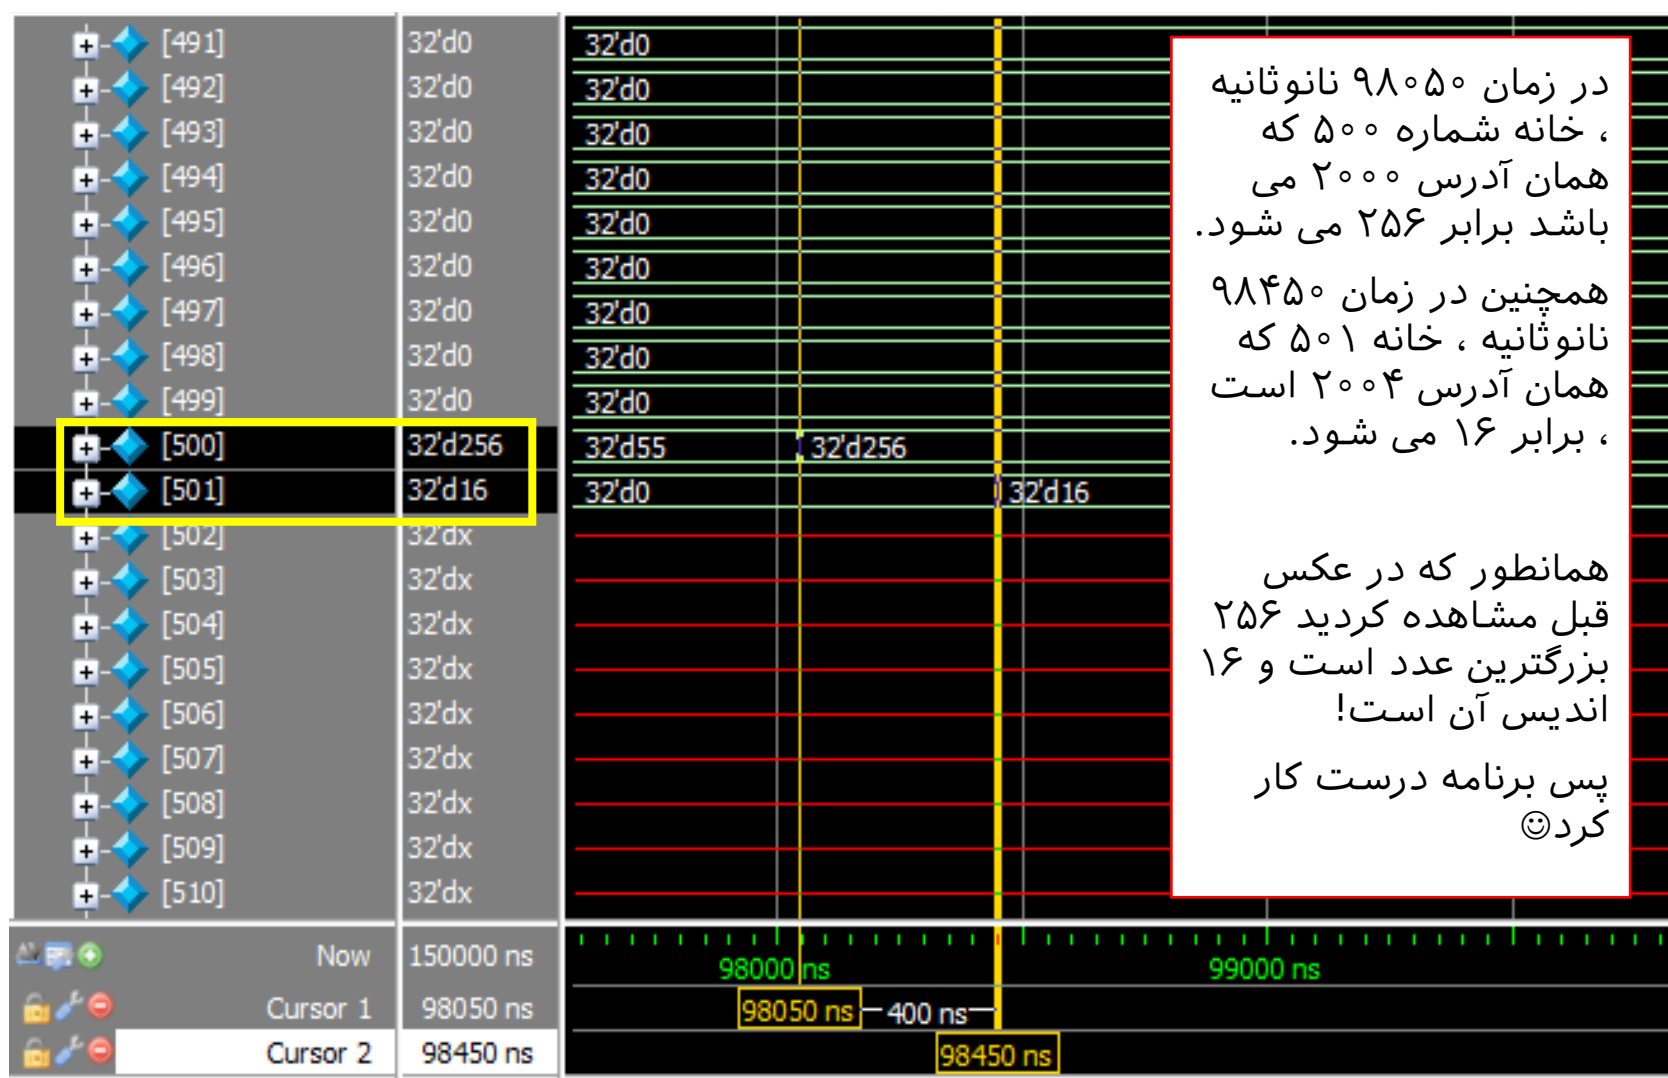 [491] 32'd0 32'd0
[492] 32'd0 32'd0
[493] 32'd0 32'd0
[494] 32'd0 32'd0
[495] 32'd0 32'd0
[496] 32'd0 32'd0
[497] 32'd0 32'd0
[498] 32'd0 32'd0
[499] 32'd0 32'd0
[500] 32'd256 32'd55 32'd256
[501] 32'd16 32'd0 32'd16
[502] 32'dx
[503] 32'dx
[504] 32'dx
[505] 32'dx
[506] 32'dx
[507] 32'dx
[508] 32'dx
[509] 32'dx
[510] 32'dx
در زمان ۹۸۰۵۰ نانوثانیه
، خانه شماره ۵۰۰ که
همان آدرس ۲۰۰۰ می
باشد برابر ۲۵۶ می شود.
همچنین در زمان ۹۸۴۵۰
نانوثانیه ، خانه ۵۰۱ که
همان آدرس ۲۰۰۴ است
، برابر ۱۶ می شود.
همانطور که در عکس
قبل مشاهده کردید ۲۵۶
بزرگترین عدد است و ۱۶
اندیس آن است!
پس برنامه درست کار
کرد☺
Now 150000 ns 98000 ns 99000 ns
Cursor 1 98050 ns 98050 ns 400 ns
Cursor 2 98450 ns 98450 ns